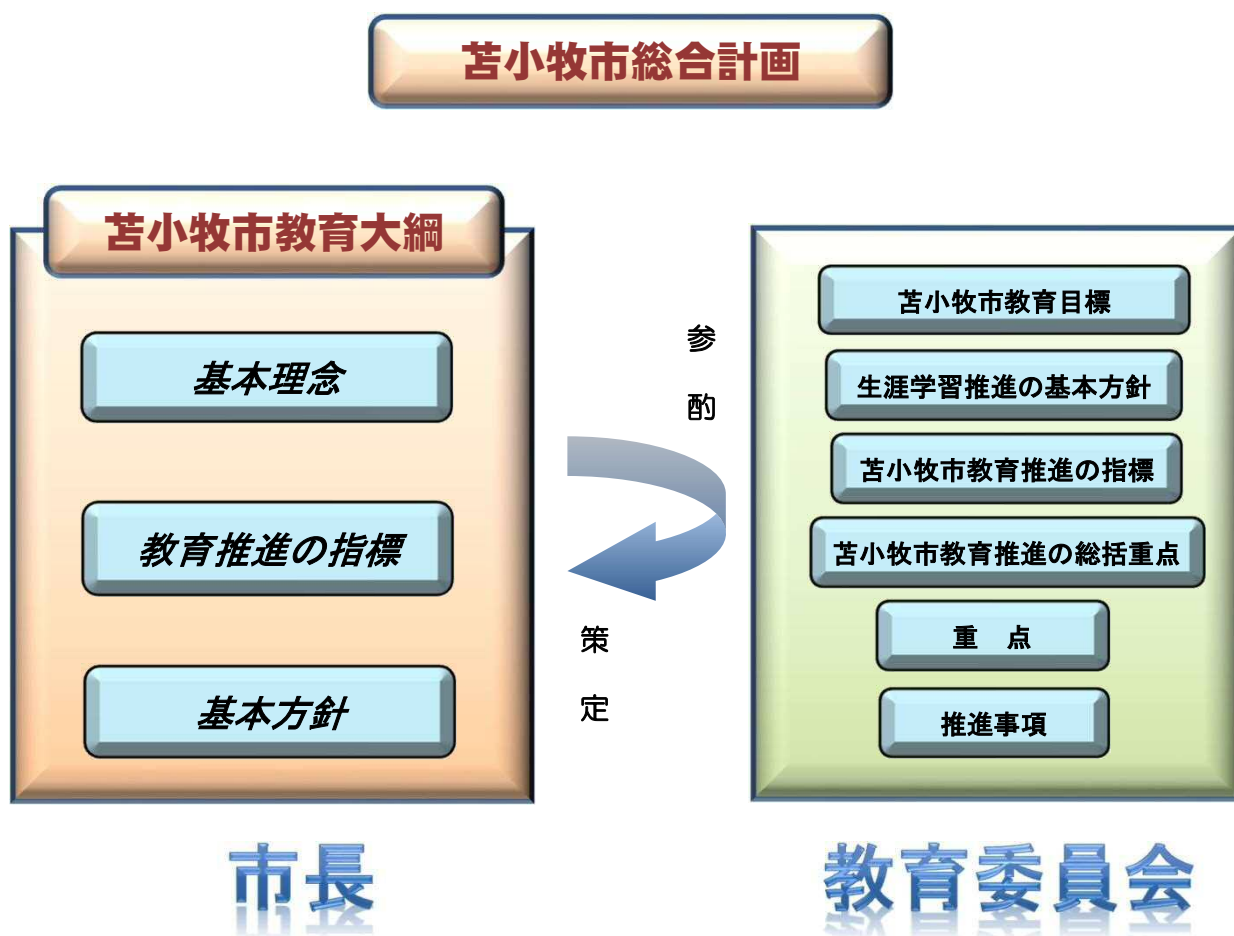 苫小牧市総合計画
苫小牧市教育大綱
基本理念
教育推進の指標
基本方針
市長
参酌
策定
苫小牧市教育目標
生涯学習推進の基本方針
苫小牧市教育推進の指標
苫小牧市教育推進の総括重点
重　点
推進事項
教育委員会